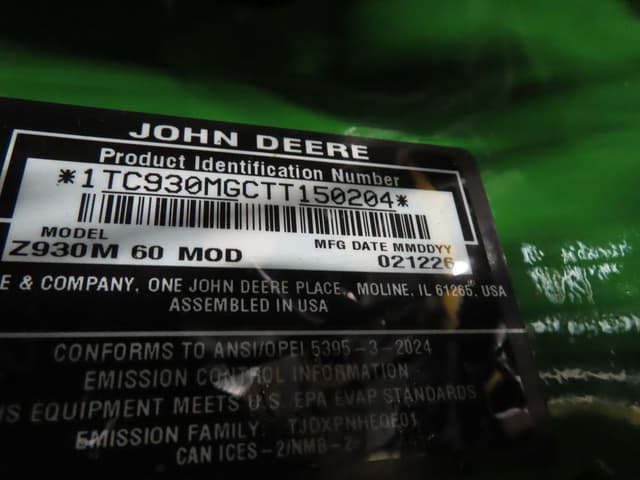 JOHN DEERE
Product Identification Number
*1TC930MGCTT150204*
MODEL
MFG DATE MMDDYY
Z930M 60 MOD
021226
E & COMPANY, ONE JOHN DEERE PLACE, MOLINE, IL 61265, USA
ASSEMBLED IN USA
CONFORMS TO ANSI/OPEI 5395-3-2024
EMISSION CONTROL INFORMATION
IS EQUIPMENT MEETS U.S. EPA EVAP STANDARDS
EMISSION FAMILY. TJDXPNHEQE01
CAN ICES-2/NMB-2